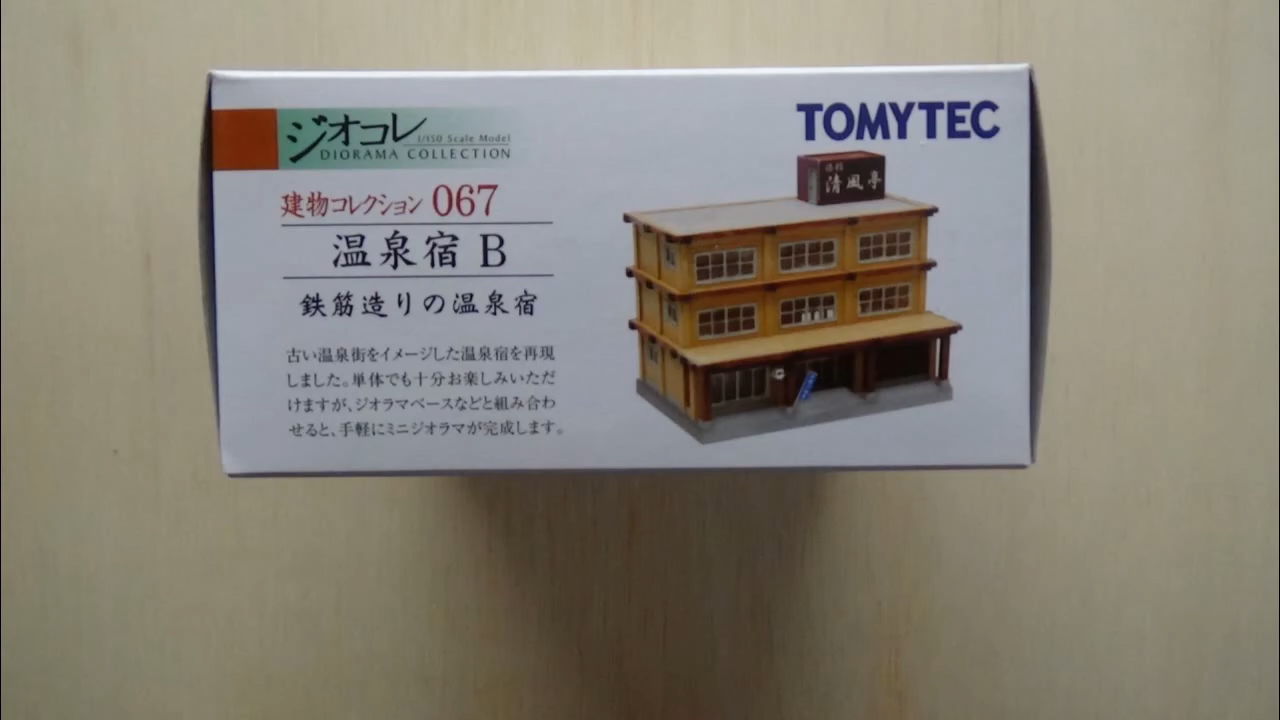 ジオコレ
1/150 Scale Model
DIORAMA COLLECTION
TOMYTEC
建物コレクション 067
温泉宿 B
鉄筋造りの温泉宿
古い温泉街をイメージした温泉宿を再現
しました。単体でも十分お楽しみいただ
けますが、ジオラマベースなどと組み合わ
せると、手軽にミニジオラマが完成します。
清風亭